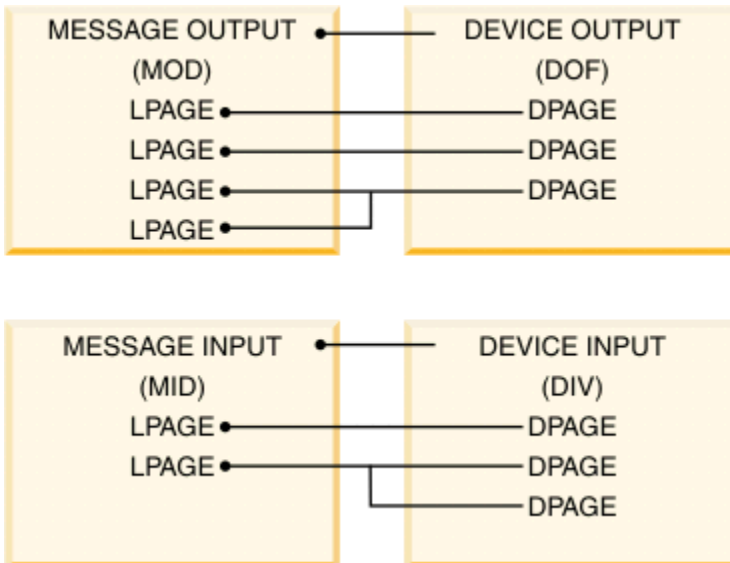 MESSAGE OUTPUT
(MOD)
LPAGE
LPAGE
LPAGE
LPAGE
DEVICE OUTPUT
(DOF)
DPAGE
DPAGE
DPAGE
MESSAGE INPUT
(MID)
LPAGE
LPAGE
DEVICE INPUT
(DIV)
DPAGE
DPAGE
DPAGE